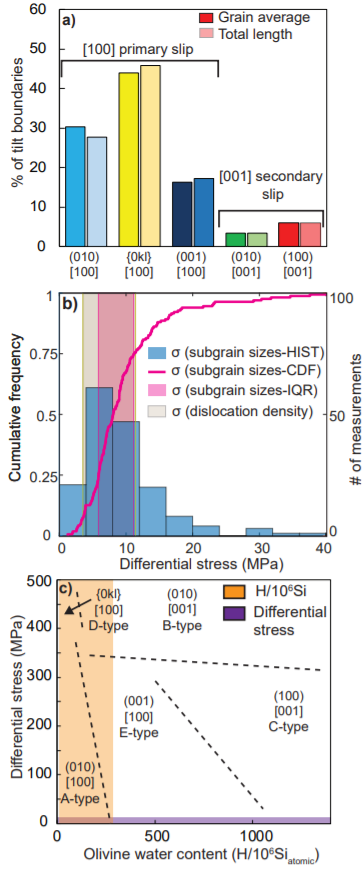 a)
Grain average
Total length
[100] primary slip
[001] secondary
slip
% of tilt boundaries
60
50
40
30
20
10
0
(010) {0kl} (001) (010) (100)
[100] [100] [100] [001] [001]
b)
1
0.75
0.5
0.25
0
Cumulative frequency
σ (subgrain sizes-HIST)
σ (subgrain sizes-CDF)
σ (subgrain sizes-IQR)
σ (dislocation density)
100
50
0
# of measurements
0 10 20 30 40
Differential stress (MPa)
c)
500
400
300
200
100
0
Differential stress (MPa)
H/10⁶Si
Differential
stress
{0kl}
[100]
D-type
(010)
[001]
B-type
(001)
[100]
E-type
(100)
[001]
C-type
(010)
[100]
A-type
0 500 1000
Olivine water content (H/10⁶Siatomic)